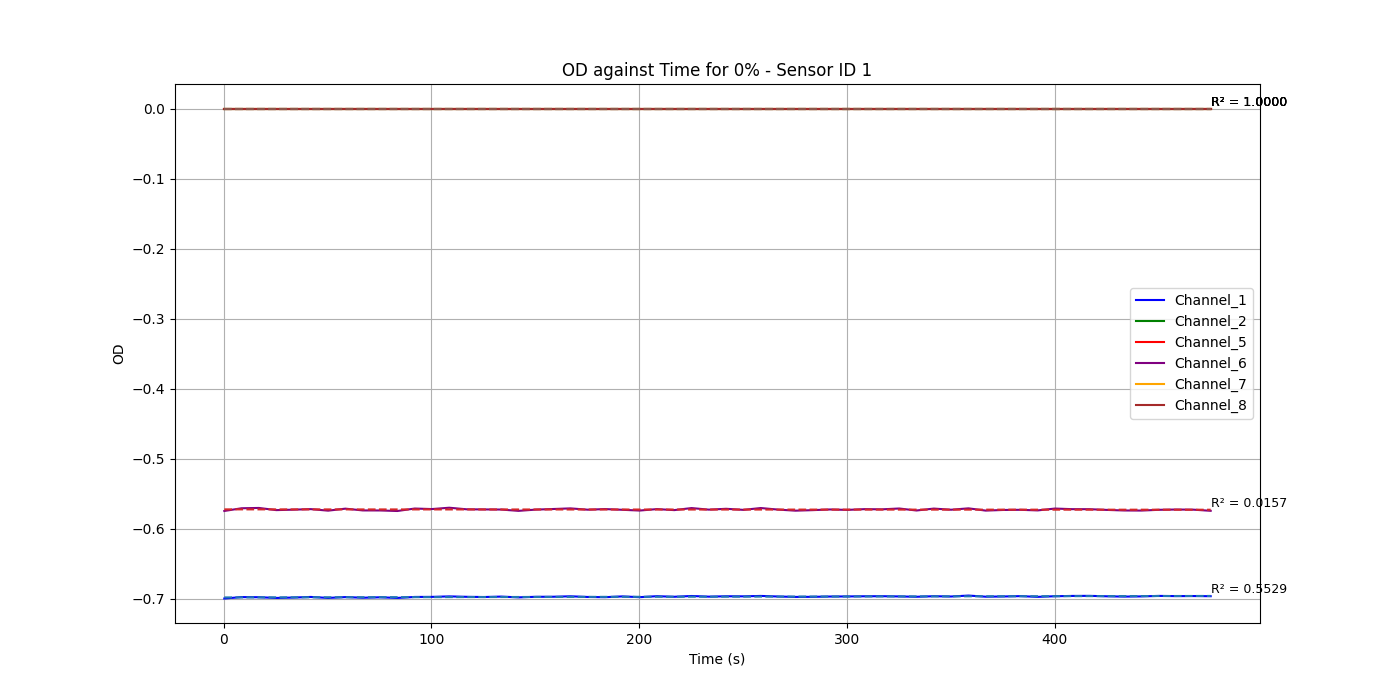 OD against Time for 0% - Sensor ID 1
R² = 1.0000
0.0
−0.1
−0.2
−0.3
−0.4
−0.5
−0.6
−0.7
OD
Channel_1
Channel_2
Channel_5
Channel_6
Channel_7
Channel_8
R² = 0.0157
R² = 0.5529
0
100
200
300
400
Time (s)